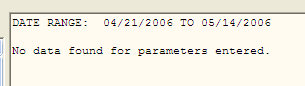 DATE RANGE:  04/21/2006 TO 05/14/2006
No data found for parameters entered.